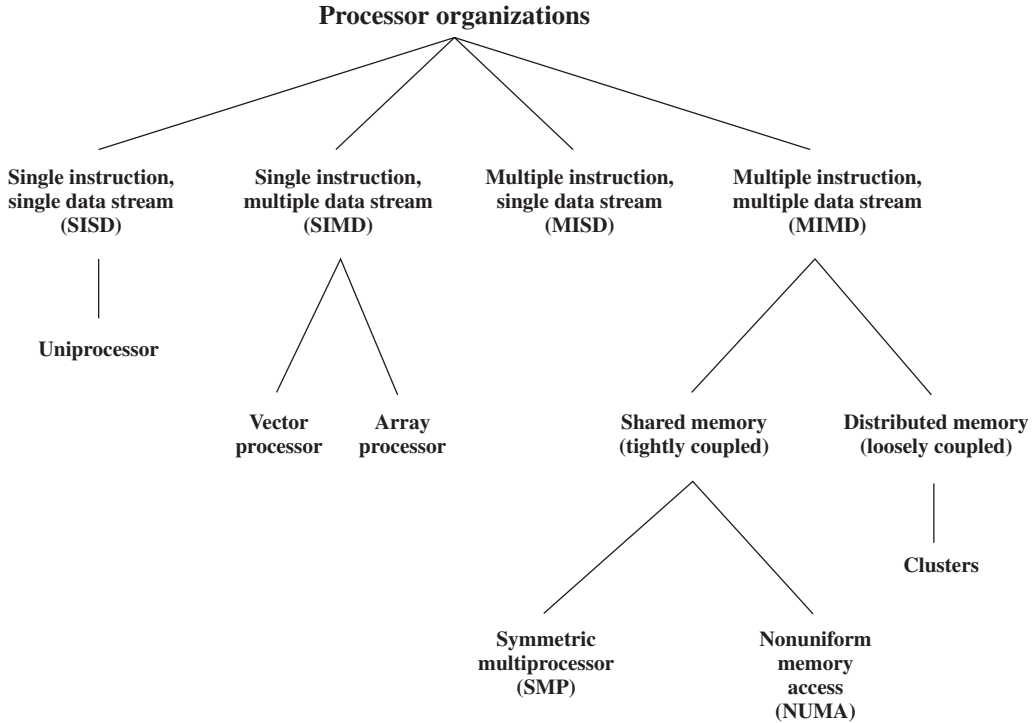 Processor organizations
Single instruction,
single data stream
(SISD)
Single instruction,
multiple data stream
(SIMD)
Multiple instruction,
single data stream
(MISD)
Multiple instruction,
multiple data stream
(MIMD)
Uniprocessor
Vector
processor
Array
processor
Shared memory
(tightly coupled)
Distributed memory
(loosely coupled)
Clusters
Symmetric
multiprocessor
(SMP)
Nonuniform
memory
access
(NUMA)